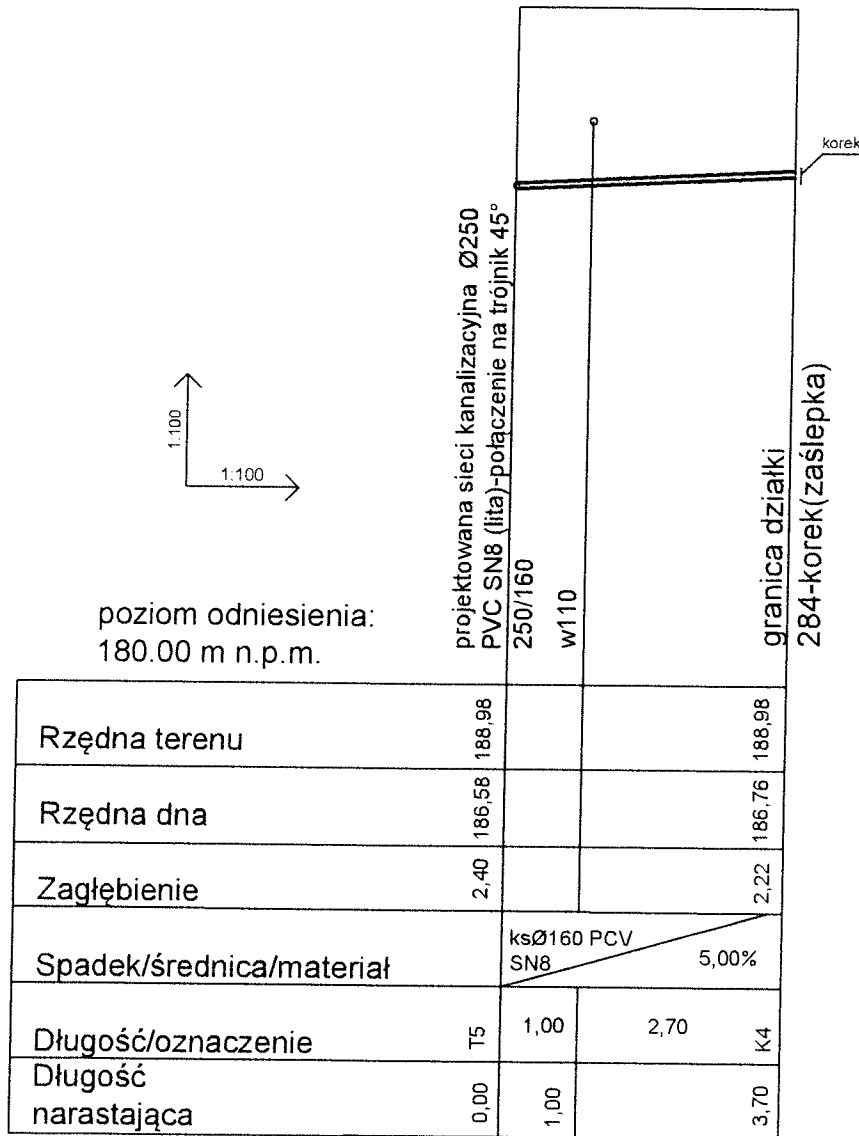 korek
projektowana sieci kanalizacyjna Ø250
PVC SN8 (lita)-połaczenie na trójnik 45°
250/160
w110
granica działki
284-korek(zaślepka)
1:100
1:100
poziom odniesienia:
180.00 m n.p.m.
Rzędna terenu 188,98 188,98
Rzędna dna 186,58 186,76
Zagłębienie 2,40 2,22
Spadek/średnica/materiał ksØ160 PCV SN8 5,00%
Długość/oznaczenie T5 1,00 2,70 K4
Długość
narastająca 0,00 1,00 3,70